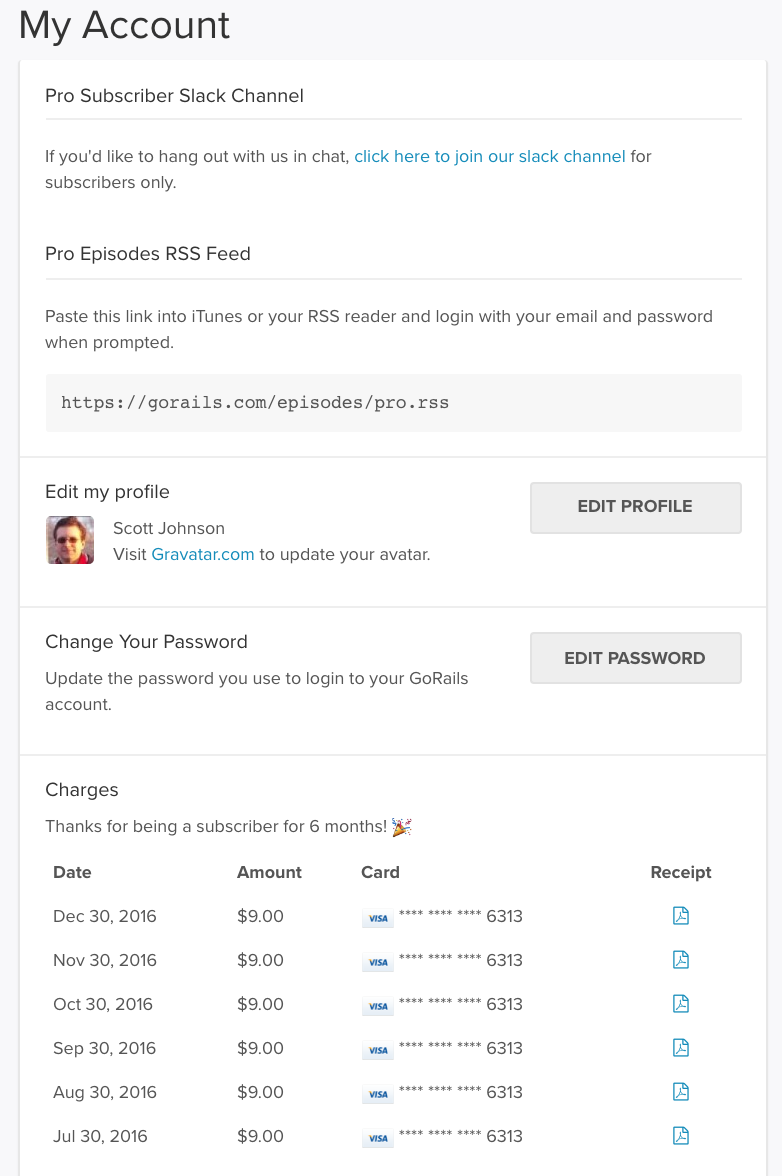 My Account
Pro Subscriber Slack Channel
If you'd like to hang out with us in chat, click here to join our slack channel for
subscribers only.
Pro Episodes RSS Feed
Paste this link into iTunes or your RSS reader and login with your email and password
when prompted.
https://gorails.com/episodes/pro.rss
Edit my profile
EDIT PROFILE
Scott Johnson
Visit Gravatar.com to update your avatar.
Change Your Password
EDIT PASSWORD
Update the password you use to login to your GoRails
account.
Charges
Thanks for being a subscriber for 6 months! 🎉
Date Amount Card Receipt
Dec 30, 2016 $9.00 VISA **** **** **** 6313
Nov 30, 2016 $9.00 VISA **** **** **** 6313
Oct 30, 2016 $9.00 VISA **** **** **** 6313
Sep 30, 2016 $9.00 VISA **** **** **** 6313
Aug 30, 2016 $9.00 VISA **** **** **** 6313
Jul 30, 2016 $9.00 VISA **** **** **** 6313